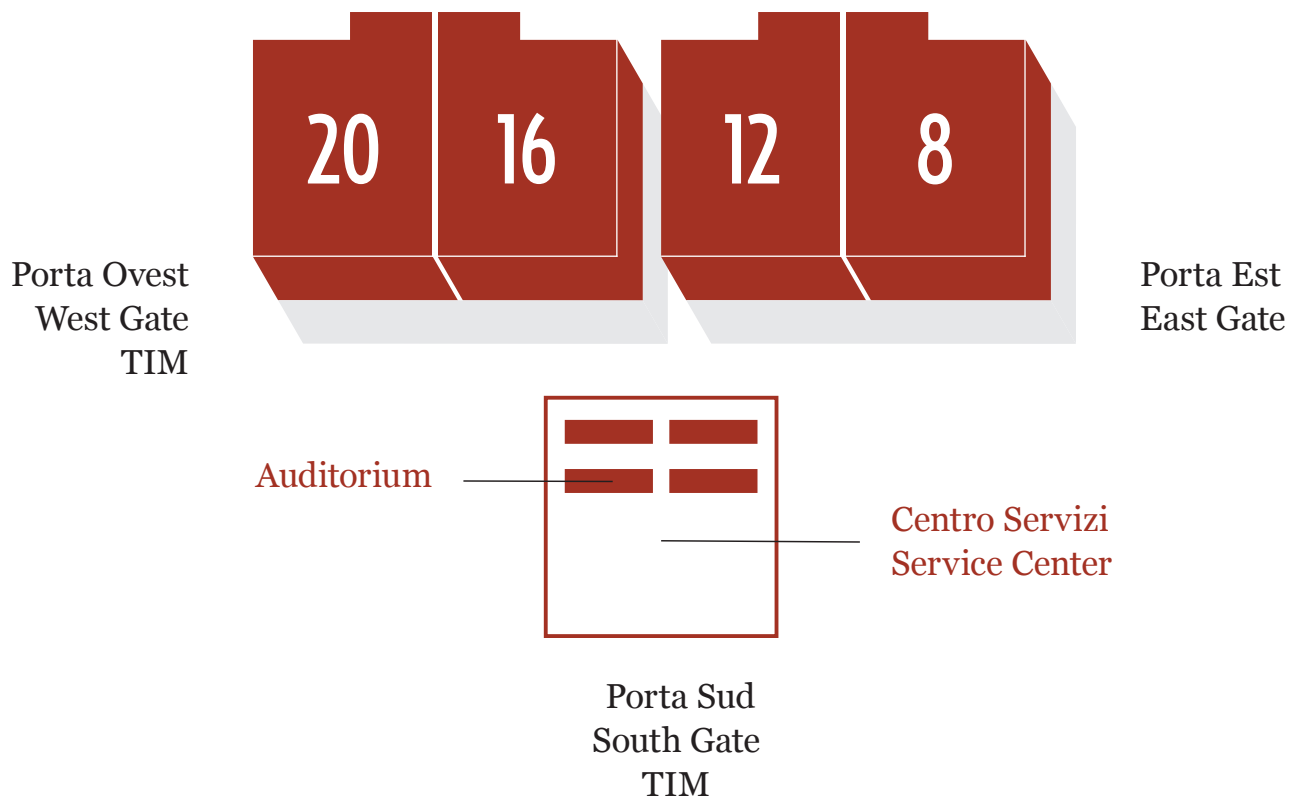 20 16 12 8
Porta Ovest
West Gate
TIM
Porta Est
East Gate
Auditorium
Centro Servizi
Service Center
Porta Sud
South Gate
TIM